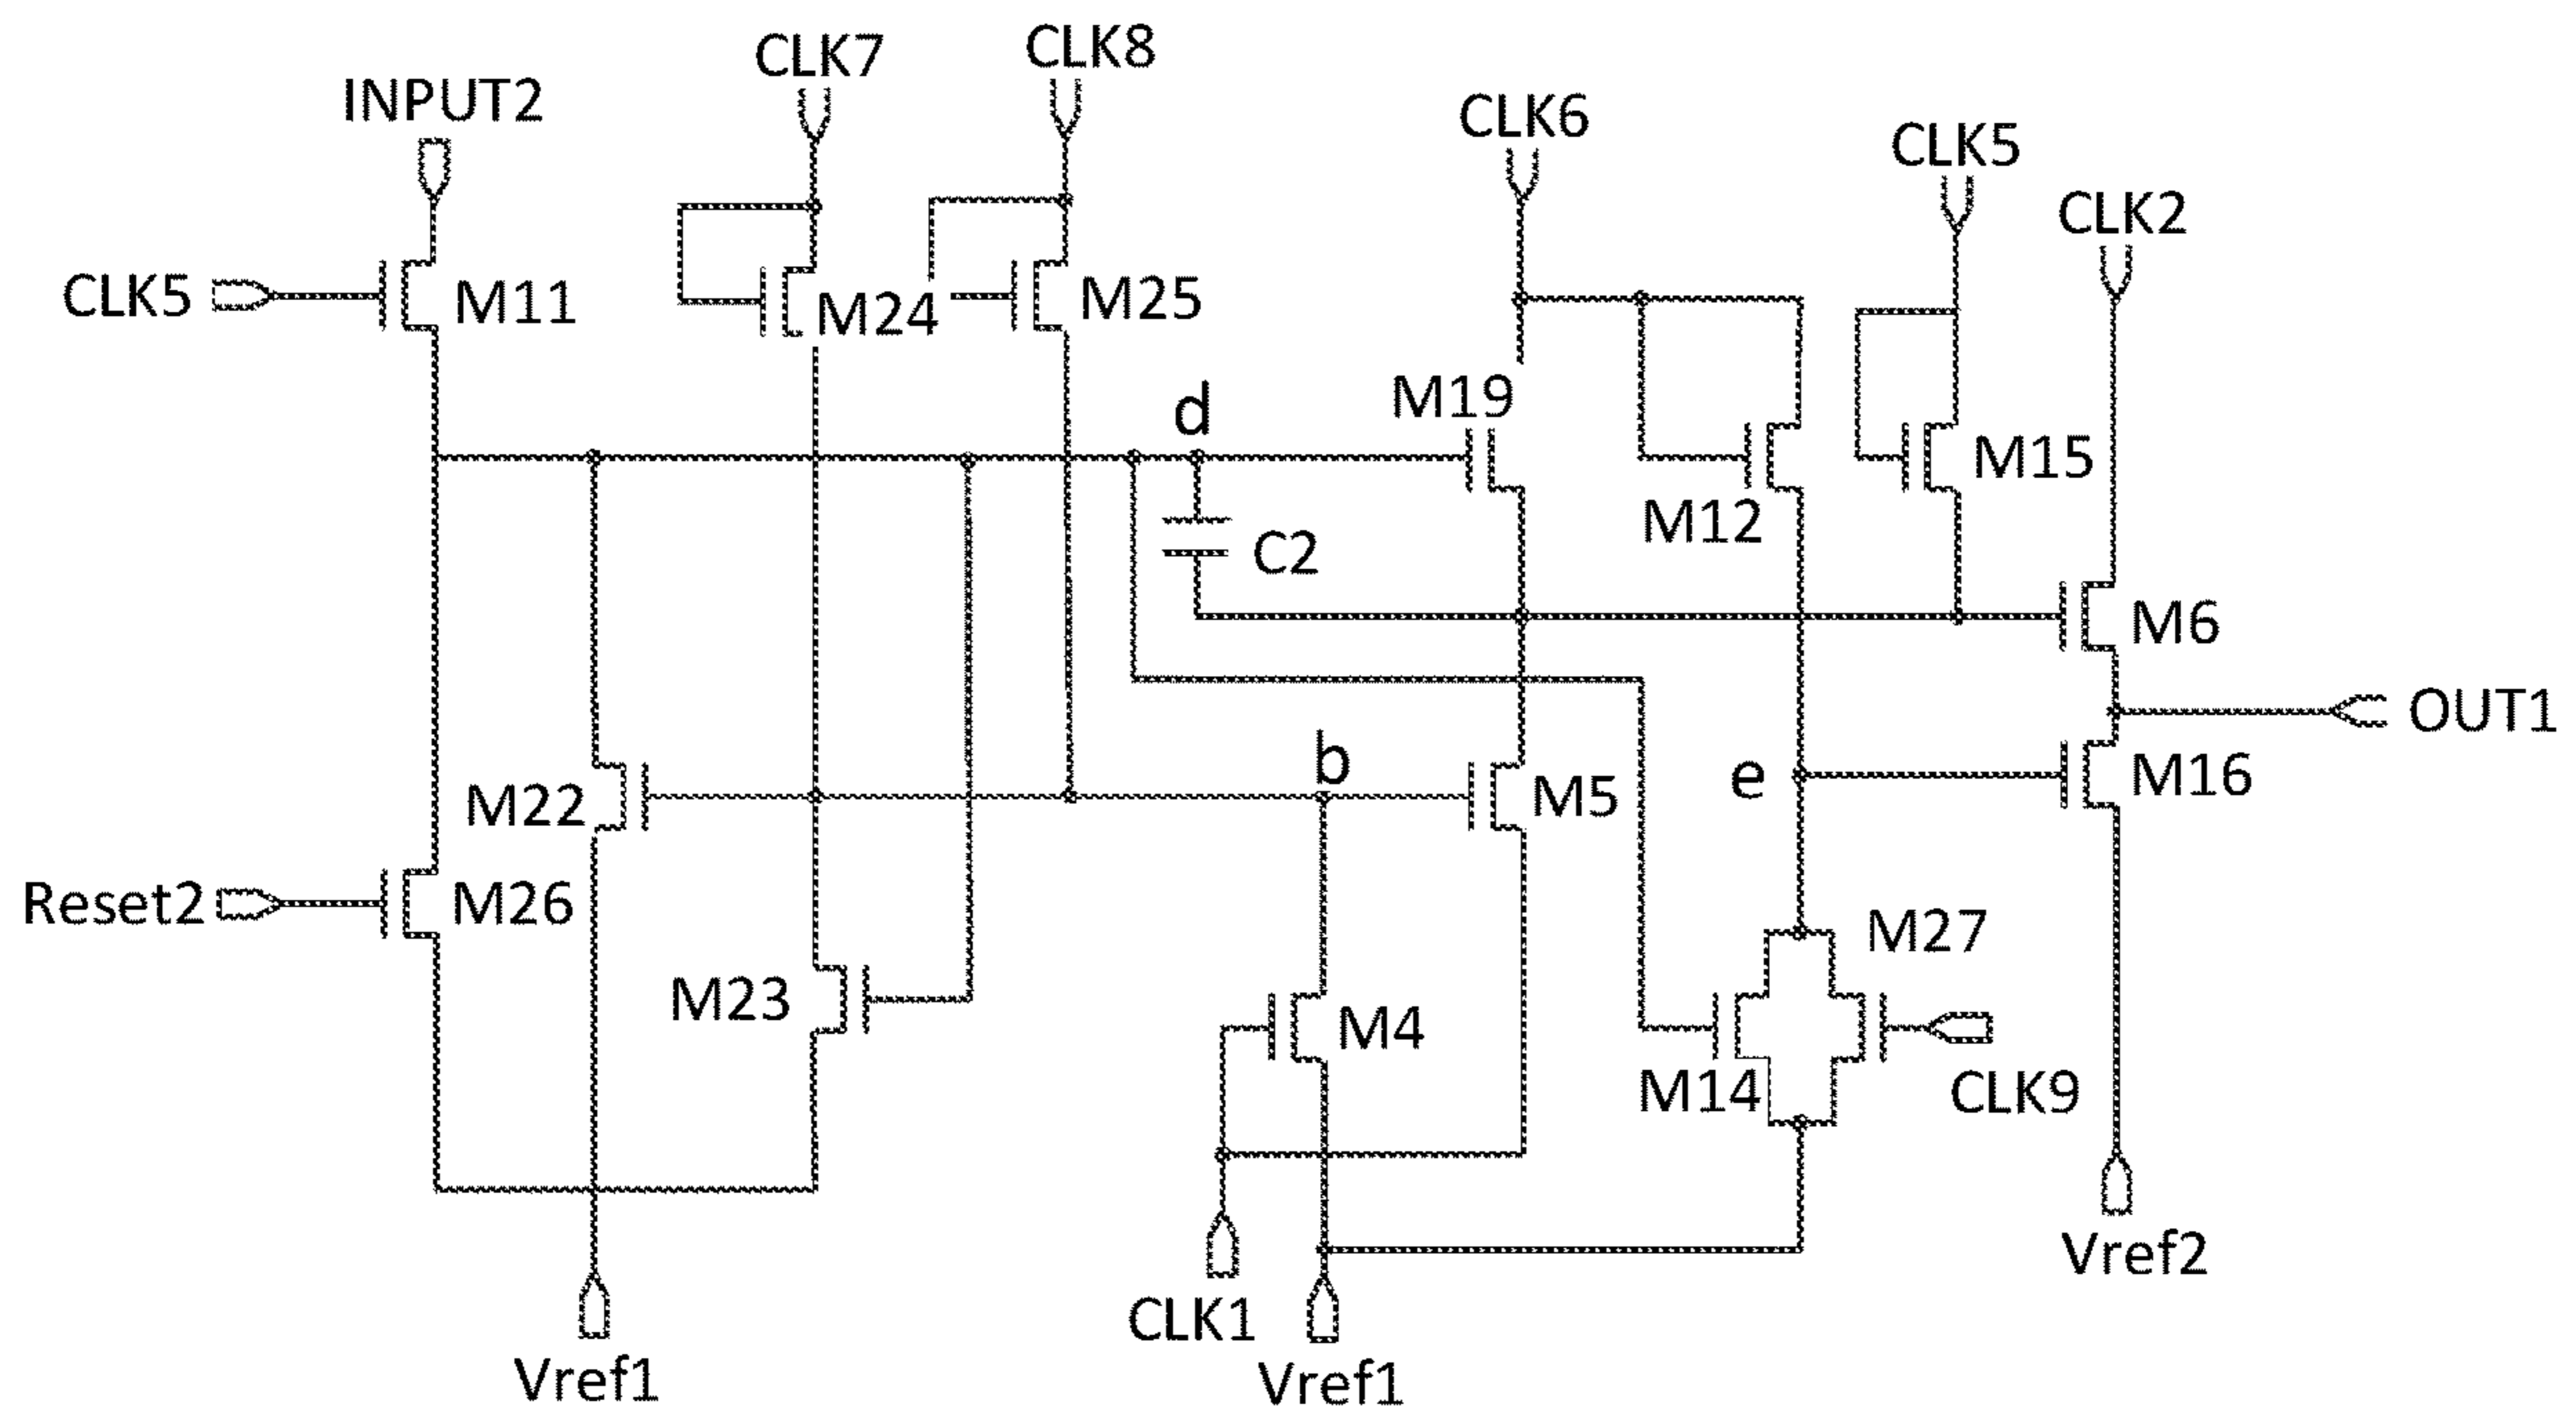 CLK8
CLK7
INPUT2
CLK6
CLK5
CLK2
CLK5
M11
M24
M25
d
M19
M15
M12
C2
M6
OUT1
b
e
M22
M5
M16
Reset2
M26
M27
M23
M4
M14
CLK9
Vref2
CLK1
Vref1
Vref1